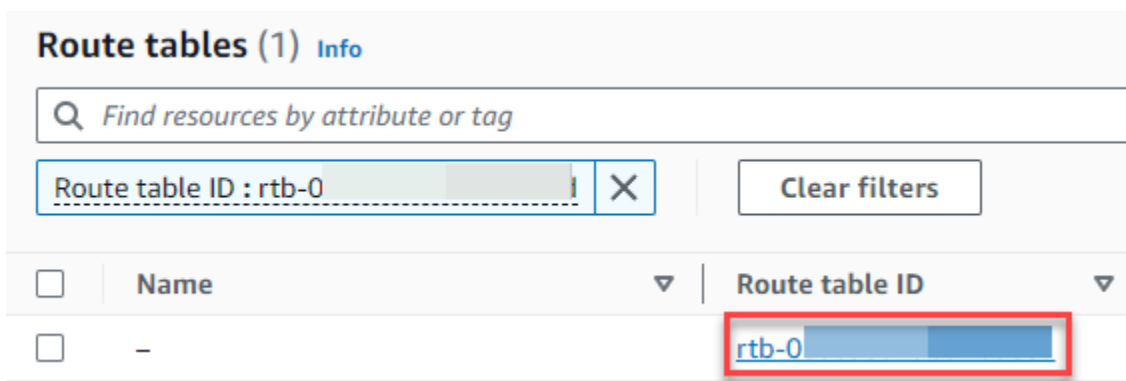 Route tables (1) Info
Find resources by attribute or tag
Route table ID : rtb-0
Clear filters
Name Route table ID
– rtb-0